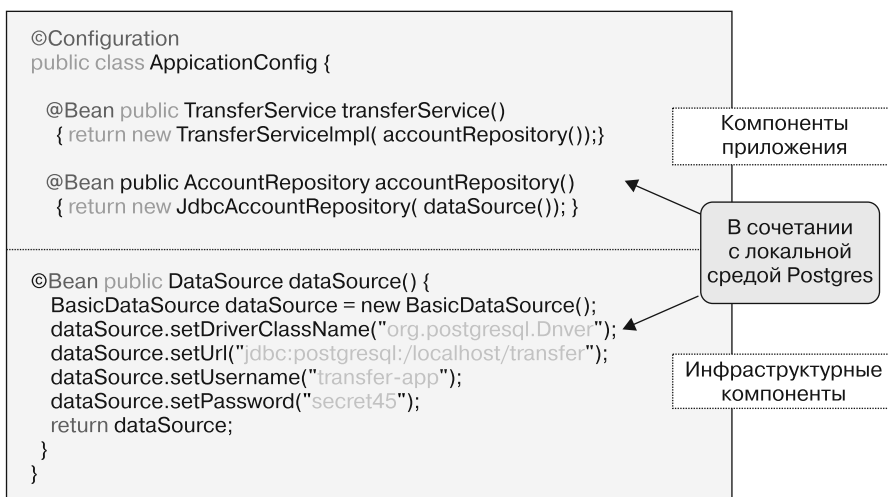 ©Configuration
public class AppicationConfig {
@Bean public TransferService transferService()
{ return new TransferServiceImpl( accountRepository());}
@Bean public AccountRepository accountRepository()
{ return new JdbcAccountRepository( dataSource()); }
©Bean public DataSource dataSource() {
BasicDataSource dataSource = new BasicDataSource();
dataSource.setDriverClassName("org.postgresql.Dnver");
dataSource.setUrl("jdbc:postgresql:/localhost/transfer");
dataSource.setUsername("transfer-app");
dataSource.setPassword("secret45");
return dataSource;
}
}
Компоненты
приложения
В сочетании
с локальной
средой Postgres
Инфраструктурные
компоненты